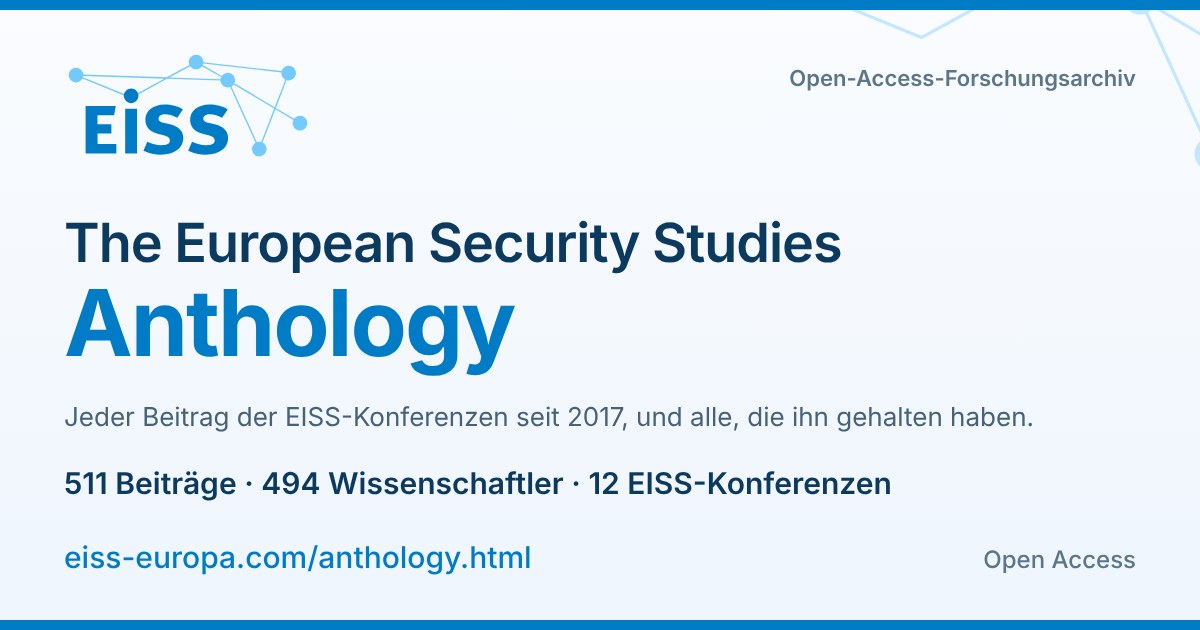 EiSS
Open-Access-Forschungsarchiv
The European Security Studies
Anthology
Jeder Beitrag der EISS-Konferenzen seit 2017, und alle, die ihn gehalten haben.
511 Beiträge · 494 Wissenschaftler · 12 EISS-Konferenzen
eiss-europa.com/anthology.html
Open Access